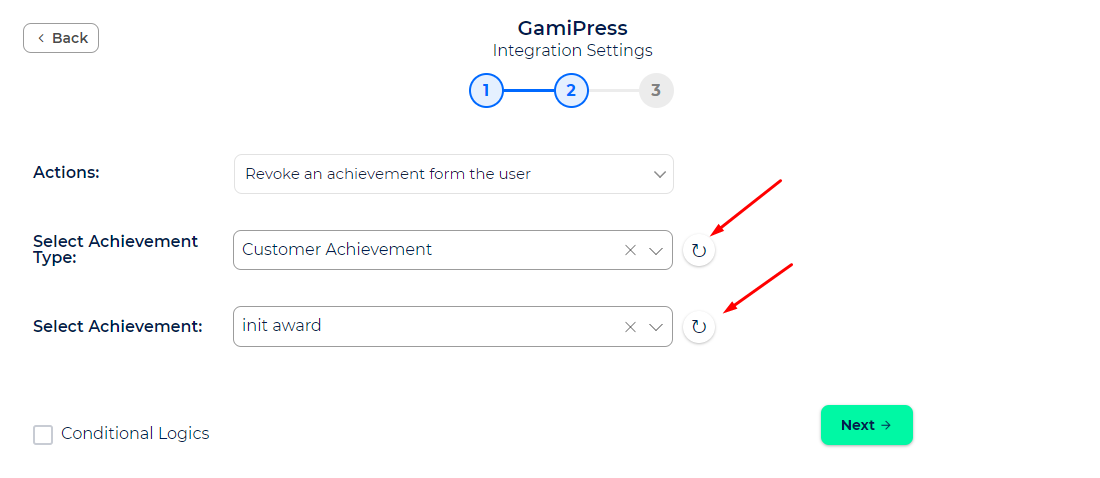 Back
GamiPress
Integration Settings
1
2
3
Actions:
Revoke an achievement form the user
Select Achievement
Type:
Customer Achievement
Select Achievement:
init award
Conditional Logics
Next